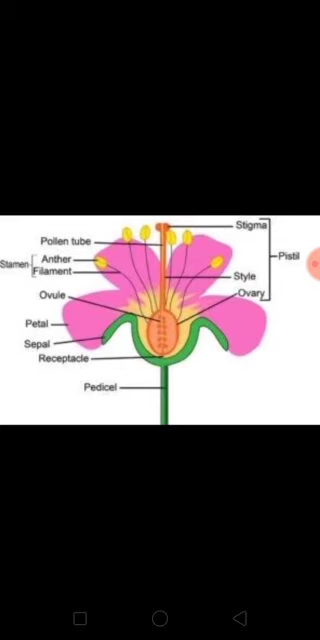 Stigma
Pollen tube
Pistil
Stamen
Anther
Filament
Style
Ovule
Ovary
Petal
Sepal
Receptacle
Pedicel